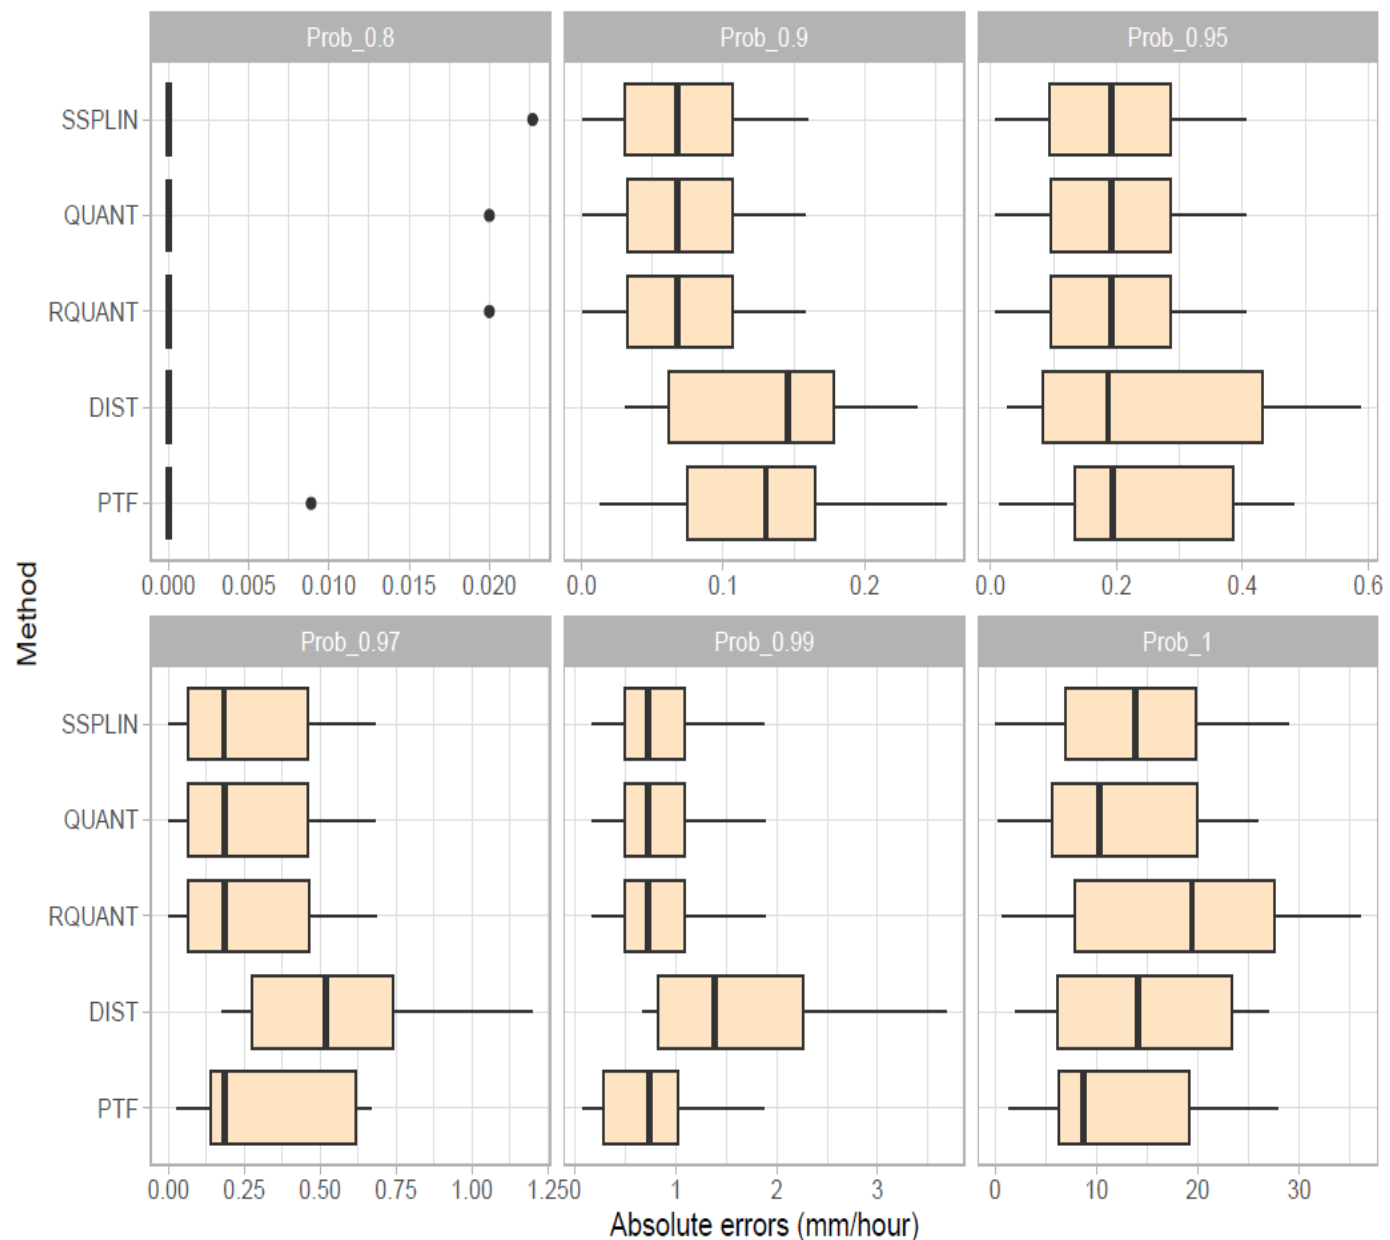 Prob_0.8 Prob_0.9 Prob_0.95
SSPLIN
QUANT
RQUANT
DIST
PTF
0.000 0.005 0.010 0.015 0.020 0.0 0.1 0.2 0.0 0.2 0.4 0.6
Method
Prob_0.97 Prob_0.99 Prob_1
SSPLIN
QUANT
RQUANT
DIST
PTF
0.00 0.25 0.50 0.75 1.00 1.25 0 1 2 3 0 10 20 30
Absolute errors (mm/hour)